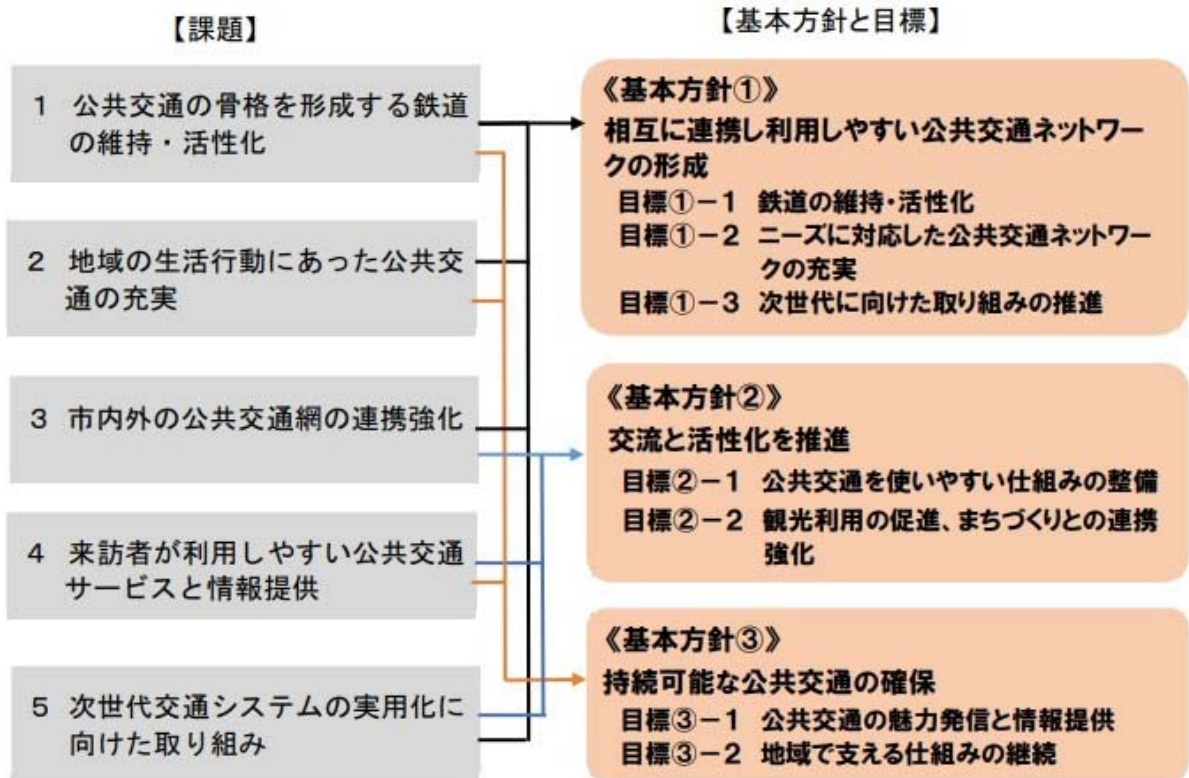 【課題】
1 公共交通の骨格を形成する鉄道
の維持・活性化
2 地域の生活行動にあった公共交
通の充実
3 市内外の公共交通網の連携強化
4 来訪者が利用しやすい公共交通
サービスと情報提供
5 次世代交通システムの実用化に
向けた取り組み
【基本方針と目標】
《基本方針①》
相互に連携し利用しやすい公共交通ネットワー
クの形成
目標①－1 鉄道の維持・活性化
目標①－2 ニーズに対応した公共交通ネットワー
クの充実
目標①－3 次世代に向けた取り組みの推進
《基本方針②》
交流と活性化を推進
目標②－1 公共交通を使いやすい仕組みの整備
目標②－2 観光利用の促進、まちづくりとの連携
強化
《基本方針③》
持続可能な公共交通の確保
目標③－1 公共交通の魅力発信と情報提供
目標③－2 地域で支える仕組みの継続